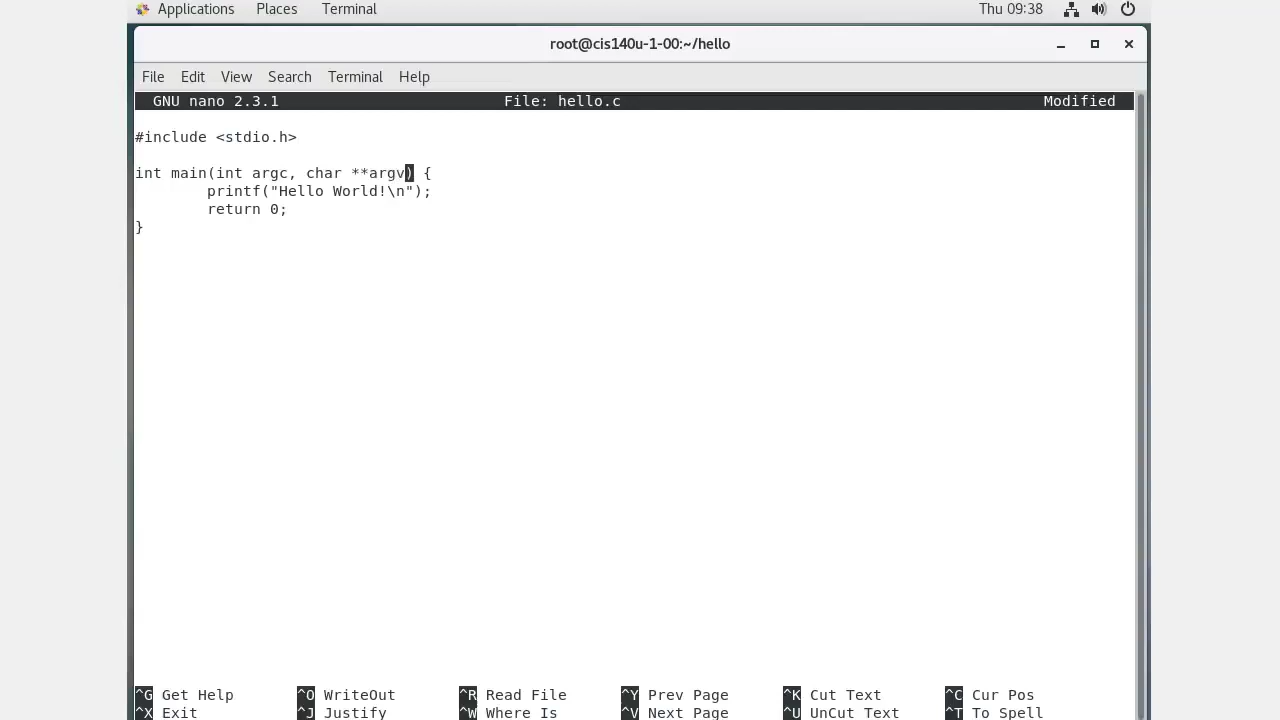 Applications Places Terminal Thu 09:38
root@cis140u-1-00:~/hello
File Edit View Search Terminal Help
GNU nano 2.3.1 File: hello.c Modified
#include <stdio.h>
int main(int argc, char **argv) {
printf("Hello World!\n");
return 0;
}
^G Get Help ^O WriteOut ^R Read File ^Y Prev Page ^K Cut Text ^C Cur Pos
^X Exit ^J Justify ^W Where Is ^V Next Page ^U UnCut Text ^T To Spell